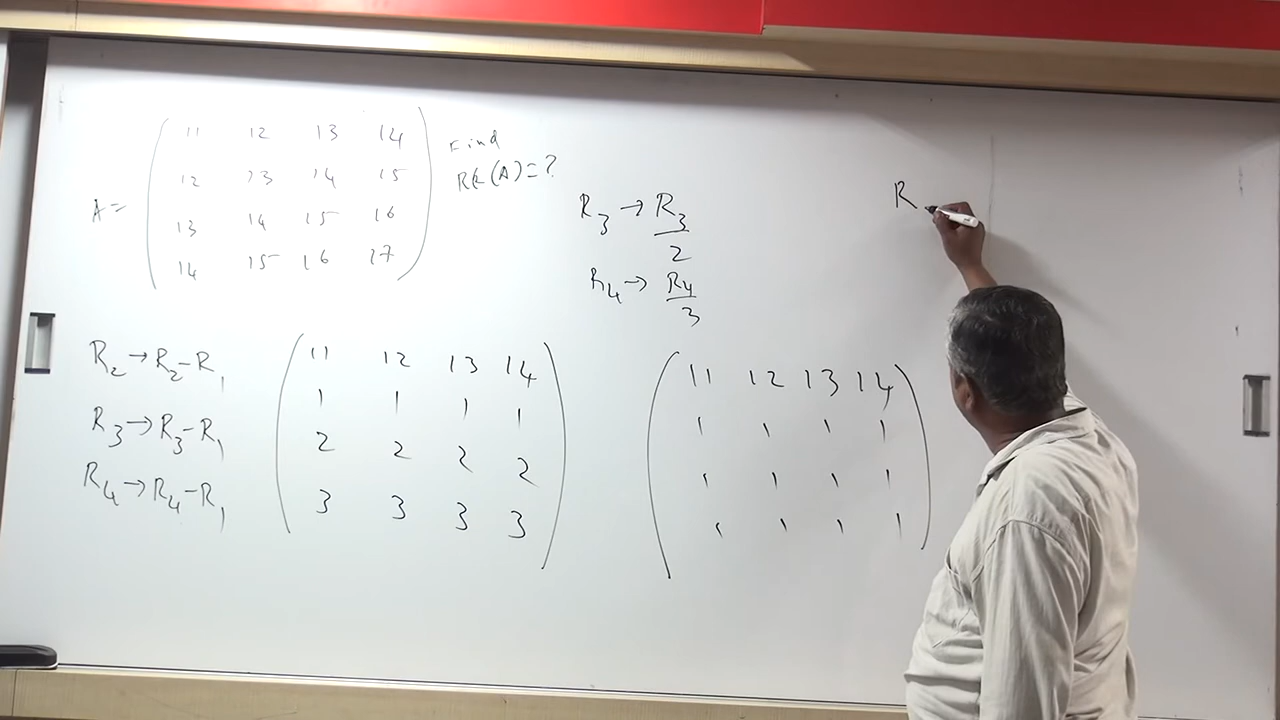 11 12 13 14
12 13 14 15
A =
13 14 15 16
14 15 16 17
Find
Rk (A) = ?
R3 → R3/2
R4 → R4/3
R
R2 → R2 - R1
R3 → R3 - R1
R4 → R4 - R1
11 12 13 14
1 1 1 1
2 2 2 2
3 3 3 3
11 12 13 14
1 1 1 1
1 1 1 1
1 1 1 1